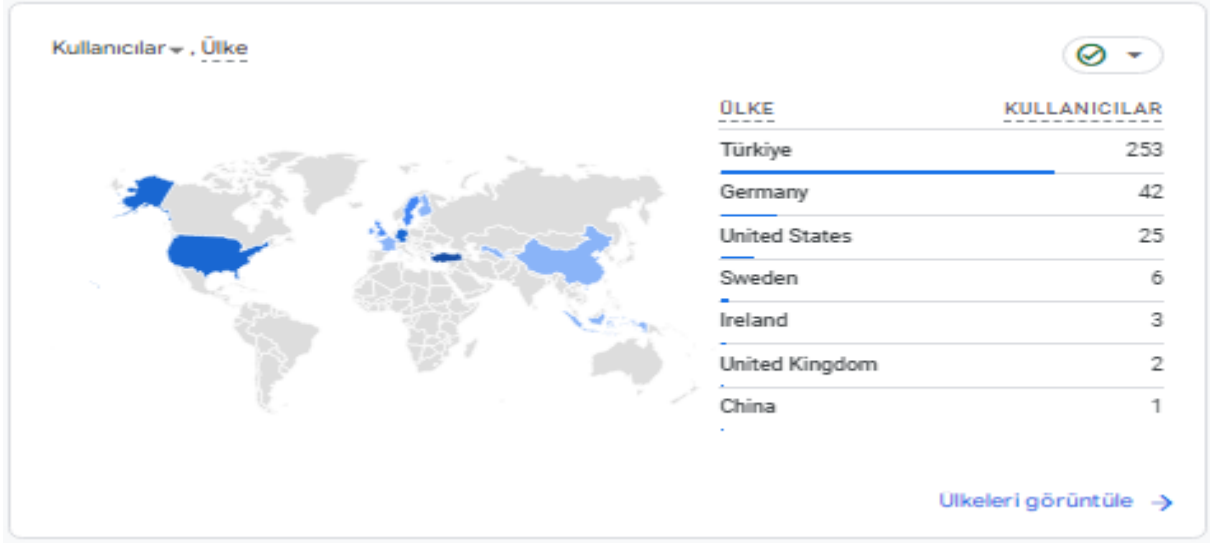 Kullanıcılar , Ülke
ÜLKE KULLANICILAR
Türkiye 253
Germany 42
United States 25
Sweden 6
Ireland 3
United Kingdom 2
China 1
Ülkeleri görüntüle →